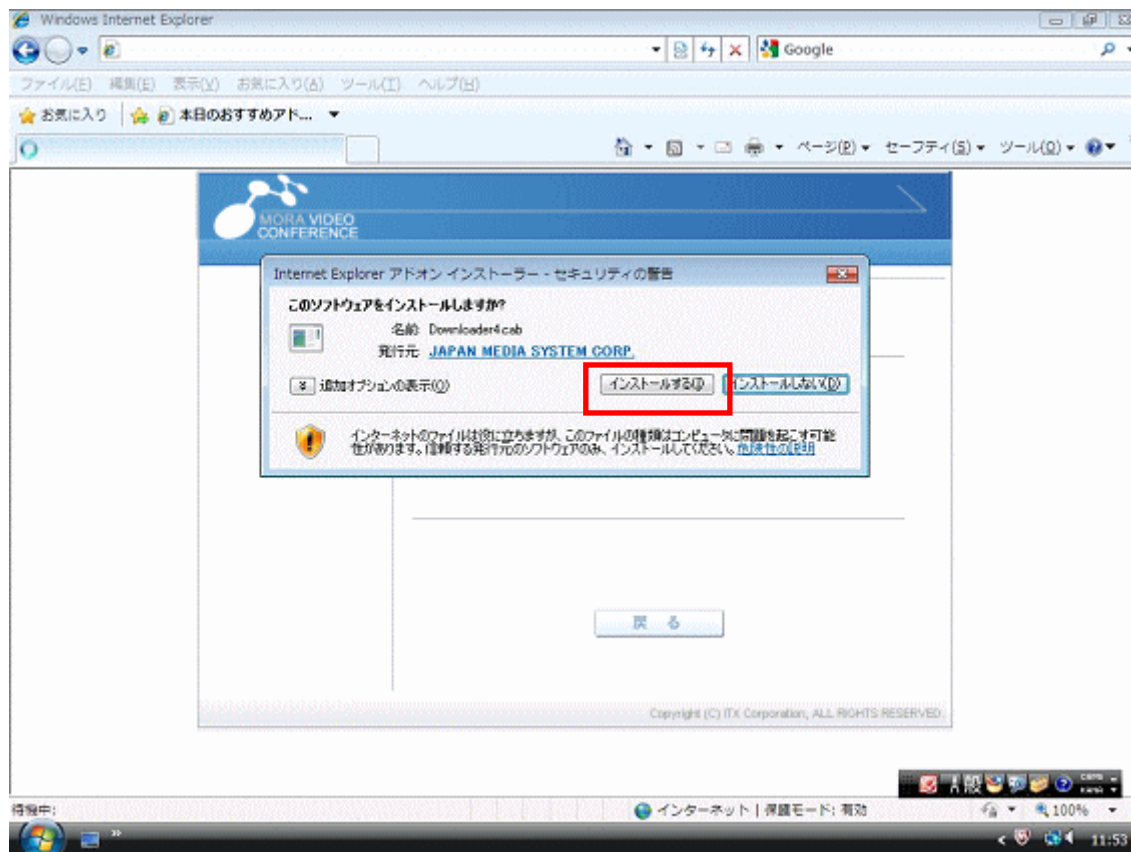 Windows Internet Explorer
Google
ファイル(E) 編集(E) 表示(V) お気に入り(A) ツール(T) ヘルプ(H)
お気に入り 本日のおすすめアド...
ページ(P) セーフティ(S) ツール(O)
MORA VIDEO
CONFERENCE
Internet Explorer アドオン インストーラー - セキュリティの警告
このソフトウェアをインストールしますか?
名前: Downloader4.cab
発行元: JAPAN MEDIA SYSTEM CORP.
追加オプションの表示(O) インストールする(I) インストールしない(D)
インターネットのファイルは役に立ちますが、このファイルの種類はコンピュータに問題を起こす可能
性があります。信頼する発行元のソフトウェアのみ、インストールしてください。危険性の説明
戻る
Copyright (C) ITX Corporation, ALL RIGHTS RESERVED.
A 般 CAPS
KANA
待機中: インターネット | 保護モード: 有効 100%
11:53